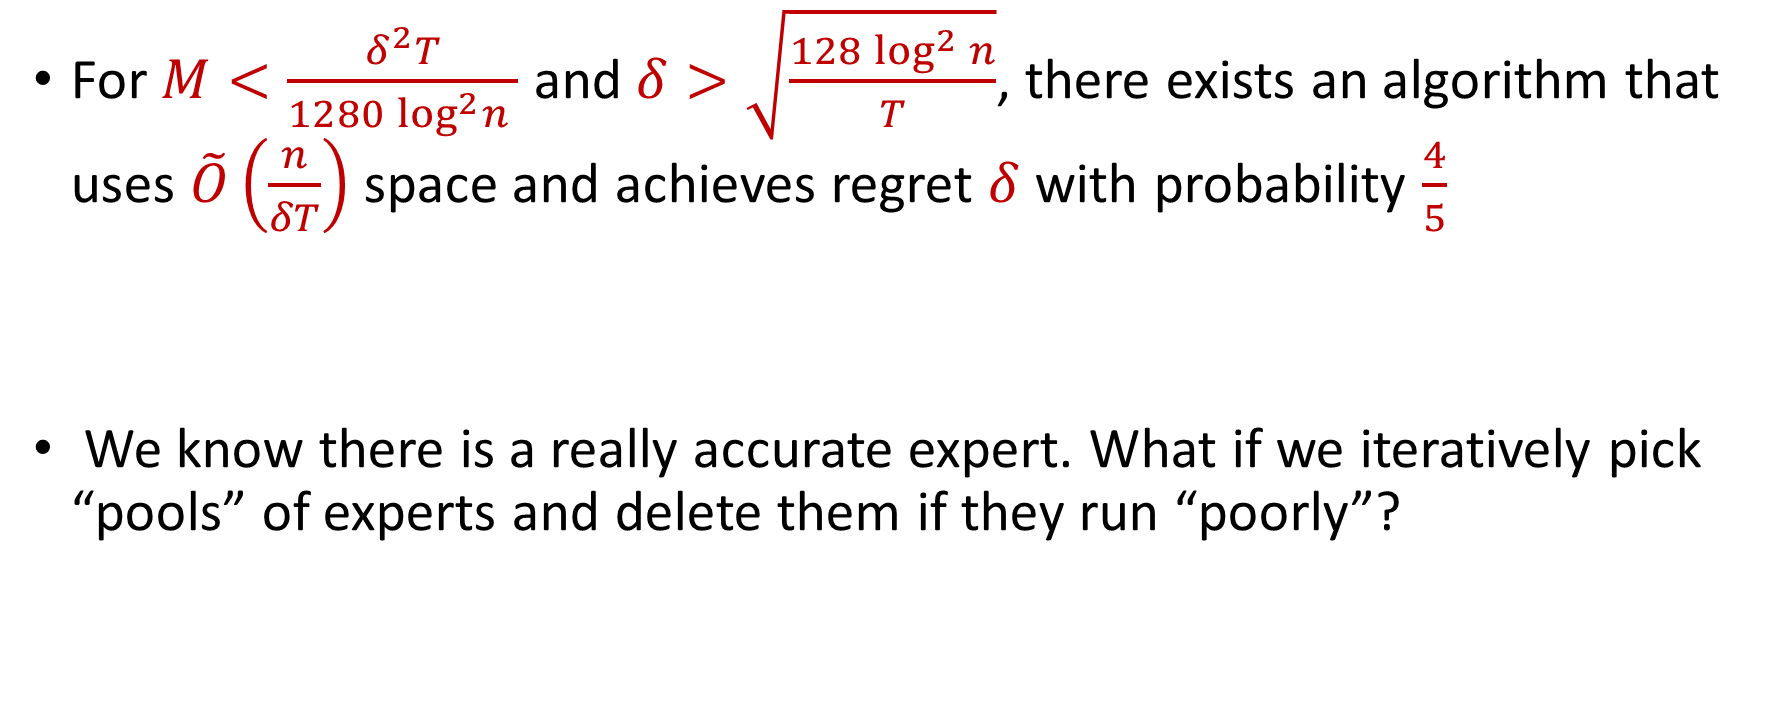 • For M < δ²T / 1280 log² n and δ > √(128 log² n / T), there exists an algorithm that
uses Õ(n / δT) space and achieves regret δ with probability 4/5
• We know there is a really accurate expert. What if we iteratively pick
“pools” of experts and delete them if they run “poorly”?